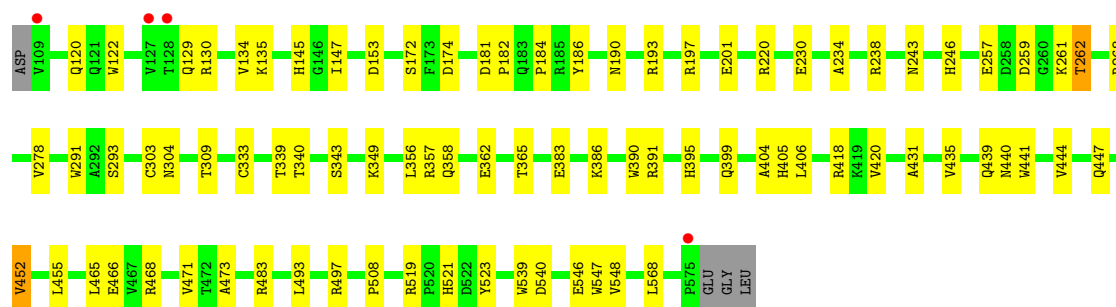 ASP V109 Q120 Q121 W122 V127 T128 Q129 R130 V134 K135 H145 G146 I147 D153 S172 F173 D174 D181 P182 Q183 P184 R185 Y186 N190 R193 R197 E201 R220 E230 A234 R238 N243 H246 E257 D258 D259 G260 K261 T262
V278 W291 A292 S293 C303 N304 T309 C333 T339 T340 S343 K349 L356 R357 Q358 E362 T365 E383 K386 W390 R391 H395 Q399 A404 H405 L406 R418 K419 V420 A431 V435 Q439 N440 W441 V444 Q447
V452 L455 L465 E466 V467 R468 V471 T472 A473 R483 L493 R497 P508 R519 P520 H521 D522 Y523 W539 D540 E546 W547 V548 L568 P575 GLU GLY LEU